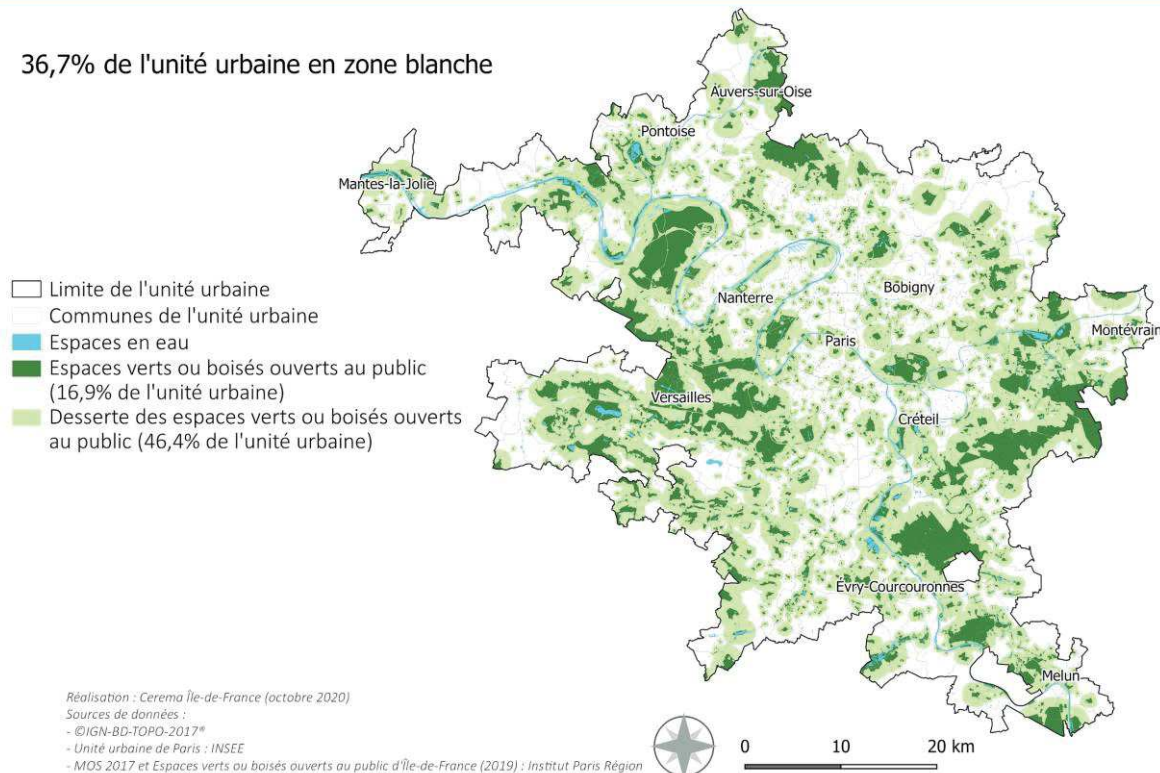 36,7% de l'unité urbaine en zone blanche
Auvers-sur-Oise
Pontoise
Mantes-la-Jolie
Nanterre
Bobigny
Montévrain
Paris
Versailles
Créteil
Évry-Courcouronnes
Melun
Limite de l'unité urbaine
Communes de l'unité urbaine
Espaces en eau
Espaces verts ou boisés ouverts au public
(16,9% de l'unité urbaine)
Desserte des espaces verts ou boisés ouverts
au public (46,4% de l'unité urbaine)
Réalisation : Cerema Île-de-France (octobre 2020)
Sources de données :
- ©IGN-BD-TOPO-2017®
- Unité urbaine de Paris : INSEE
- MOS 2017 et Espaces verts ou boisés ouverts au public d'Île-de-France (2019) : Institut Paris Région
0 10 20 km